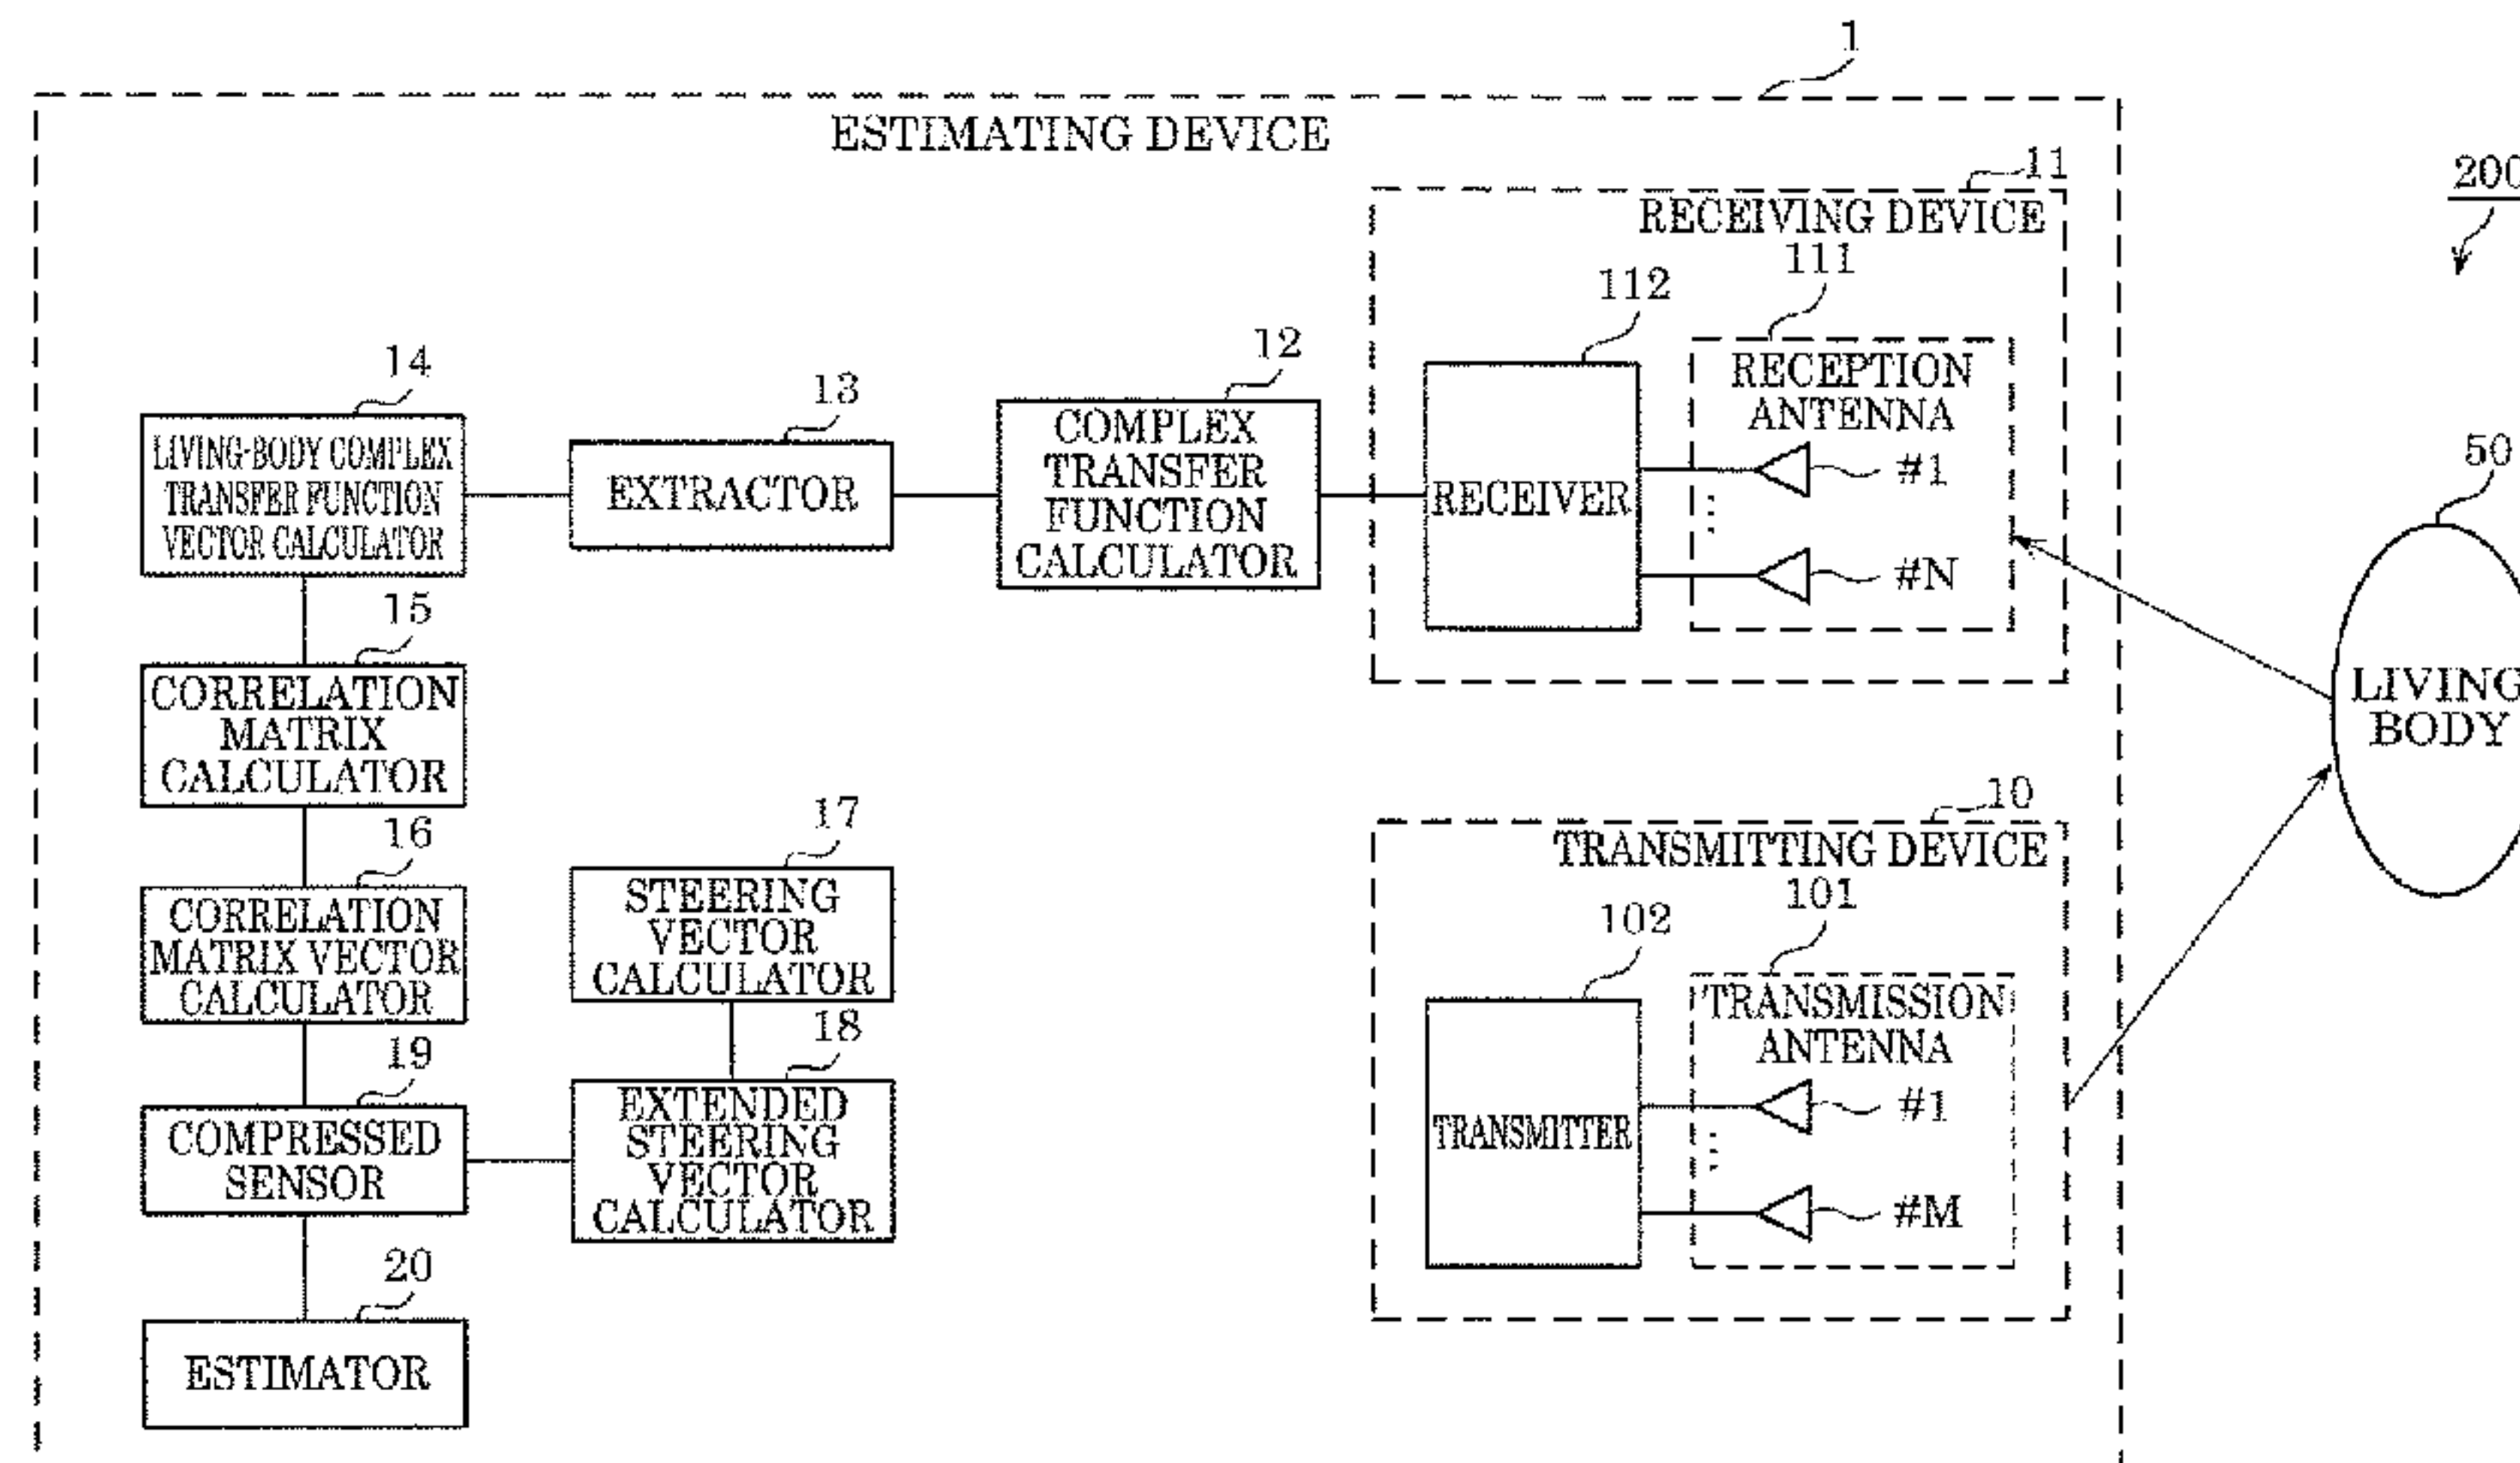 1
ESTIMATING DEVICE
200
11
RECEIVING DEVICE
111
112
RECEPTION
ANTENNA
#1
#N
RECEIVER
12
COMPLEX
TRANSFER
FUNCTION
CALCULATOR
13
EXTRACTOR
14
LIVING-BODY COMPLEX
TRANSFER FUNCTION
VECTOR CALCULATOR
50
LIVING
BODY
15
CORRELATION
MATRIX
CALCULATOR
16
CORRELATION
MATRIX VECTOR
CALCULATOR
17
STEERING
VECTOR
CALCULATOR
18
EXTENDED
STEERING
VECTOR
CALCULATOR
19
COMPRESSED
SENSOR
20
ESTIMATOR
10
TRANSMITTING DEVICE
101
102
TRANSMISSION
ANTENNA
#1
#M
TRANSMITTER